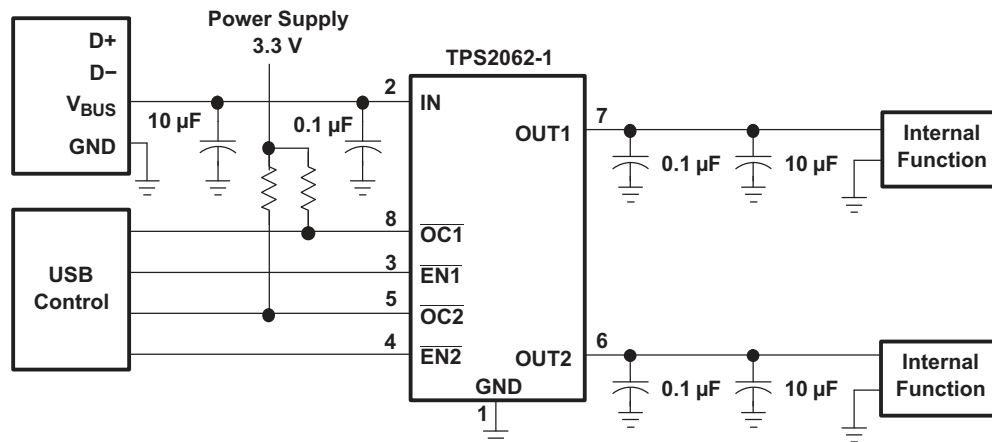 Power Supply
3.3 V
D+
D−
VBUS
GND
10 µF
0.1 µF
TPS2062-1
2
IN
7
OUT1
0.1 µF
10 µF
Internal
Function
USB
Control
8
OC1
3
EN1
5
OC2
4
EN2
6
OUT2
GND
1
0.1 µF
10 µF
Internal
Function